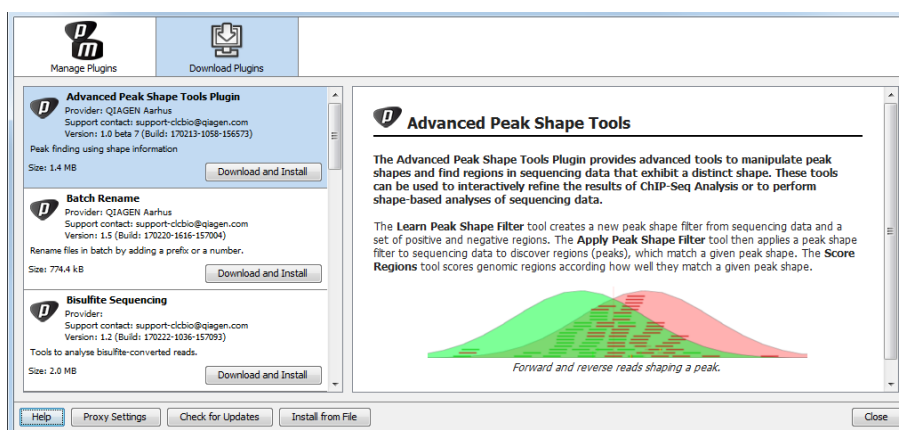 Manage Plugins
Download Plugins
Advanced Peak Shape Tools Plugin
Provider: QIAGEN Aarhus
Support contact: support-clcbio@qiagen.com
Version: 1.0 beta 7 (Build: 170213-1058-156573)
Peak finding using shape information
Size: 1.4 MB
Download and Install
Batch Rename
Provider: QIAGEN Aarhus
Support contact: support-clcbio@qiagen.com
Version: 1.5 (Build: 170220-1616-157004)
Rename files in batch by adding a prefix or a number.
Size: 774.4 kB
Download and Install
Bisulfite Sequencing
Provider:
Support contact: support-clcbio@qiagen.com
Version: 1.2 (Build: 170222-1036-157093)
Tools to analyse bisulfite-converted reads.
Size: 2.0 MB
Download and Install
Advanced Peak Shape Tools
The Advanced Peak Shape Tools Plugin provides advanced tools to manipulate peak
shapes and find regions in sequencing data that exhibit a distinct shape. These tools
can be used to interactively refine the results of ChIP-Seq Analysis or to perform
shape-based analyses of sequencing data.
The Learn Peak Shape Filter tool creates a new peak shape filter from sequencing data and a
set of positive and negative regions. The Apply Peak Shape Filter tool then applies a peak shape
filter to sequencing data to discover regions (peaks), which match a given peak shape. The Score
Regions tool scores genomic regions according how well they match a given peak shape.
Forward and reverse reads shaping a peak.
Help
Proxy Settings
Check for Updates
Install from File
Close